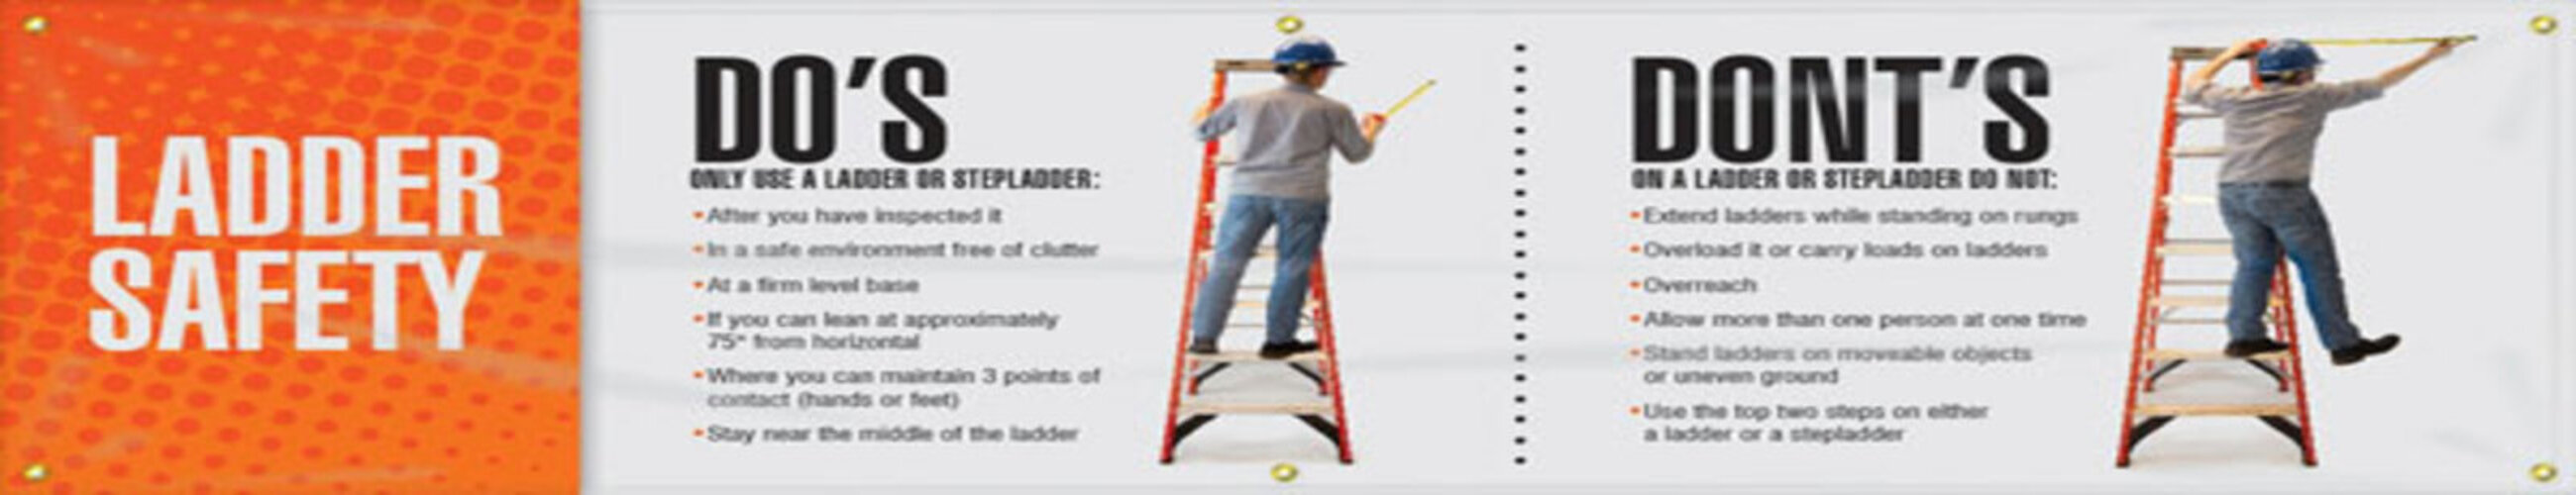 LADDER
SAFETY
DO'S
ONLY USE A LADDER OR STEPLADDER:
•After you have inspected it
•In a safe environment free of clutter
•At a firm level base
•If you can lean at approximately
75° from horizontal
•Where you can maintain 3 points of
contact (hands or feet)
•Stay near the middle of the ladder
DONT'S
ON A LADDER OR STEPLADDER DO NOT:
•Extend ladders while standing on rungs
•Overload it or carry loads on ladders
•Overreach
•Allow more than one person at one time
•Stand ladders on moveable objects
or uneven ground
•Use the top two steps on either
a ladder or a stepladder